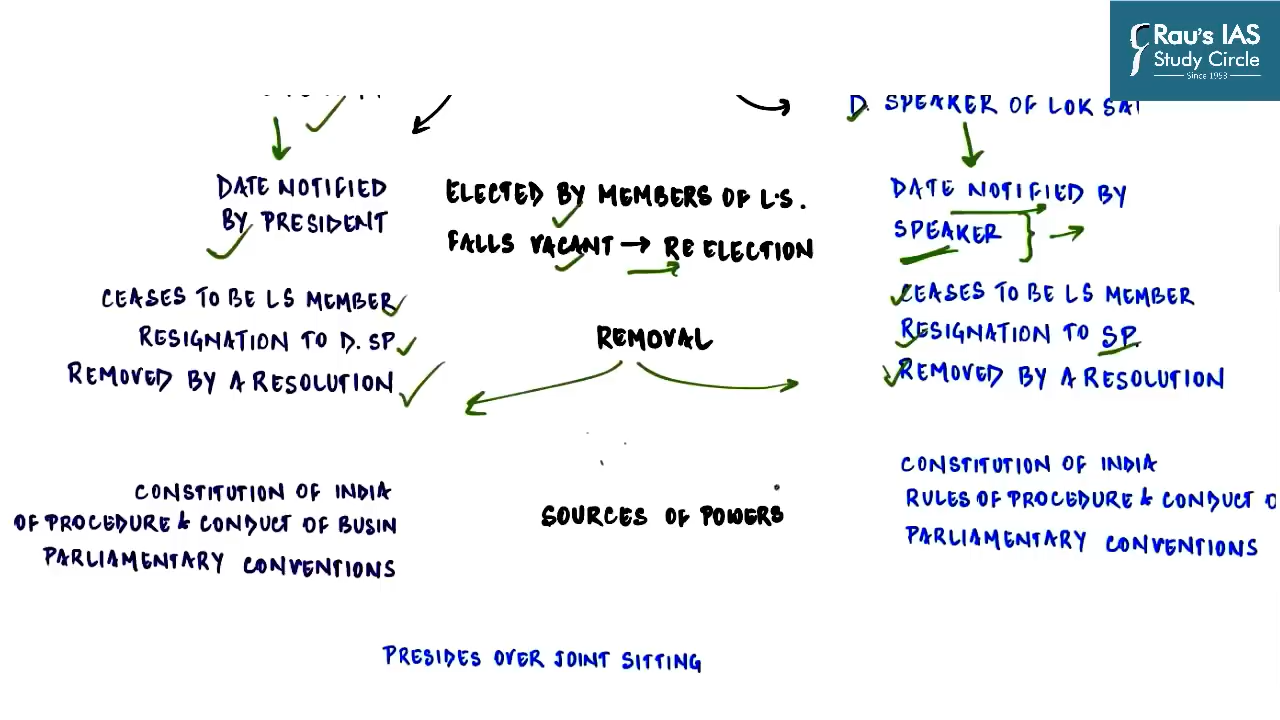 Rau's IAS
Study Circle
Since 1953
D. SPEAKER OF LOK SA
DATE NOTIFIED
BY PRESIDENT
ELECTED BY MEMBERS OF L.S.
FALLS VACANT → RE ELECTION
DATE NOTIFIED BY
SPEAKER
CEASES TO BE LS MEMBER
RESIGNATION TO D. SP
REMOVED BY A RESOLUTION
REMOVAL
CEASES TO BE LS MEMBER
RESIGNATION TO SP.
REMOVED BY A RESOLUTION
CONSTITUTION OF INDIA
OF PROCEDURE & CONDUCT OF BUSIN
PARLIAMENTARY CONVENTIONS
SOURCES OF POWERS
CONSTITUTION OF INDIA
RULES OF PROCEDURE & CONDUCT O
PARLIAMENTARY CONVENTIONS
PRESIDES OVER JOINT SITTING